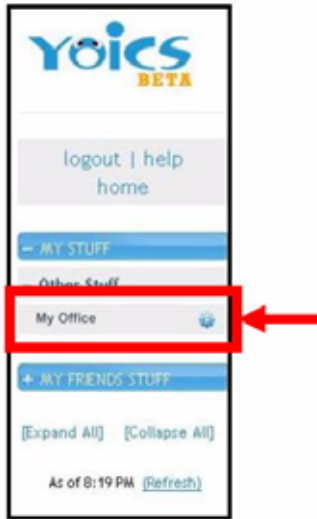 YOiCS
BETA
logout | help
home
- MY STUFF
- Other Stuff
My Office
+ MY FRIENDS STUFF
[Expand All] [Collapse All]
As of 8:19 PM (Refresh)